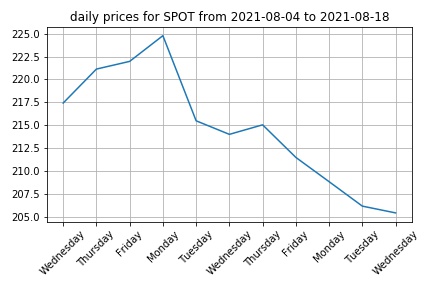 daily prices for SPOT from 2021-08-04 to 2021-08-18
225.0
222.5
220.0
217.5
215.0
212.5
210.0
207.5
205.0
Wednesday
Thursday
Friday
Monday
Tuesday
Wednesday
Thursday
Friday
Monday
Tuesday
Wednesday